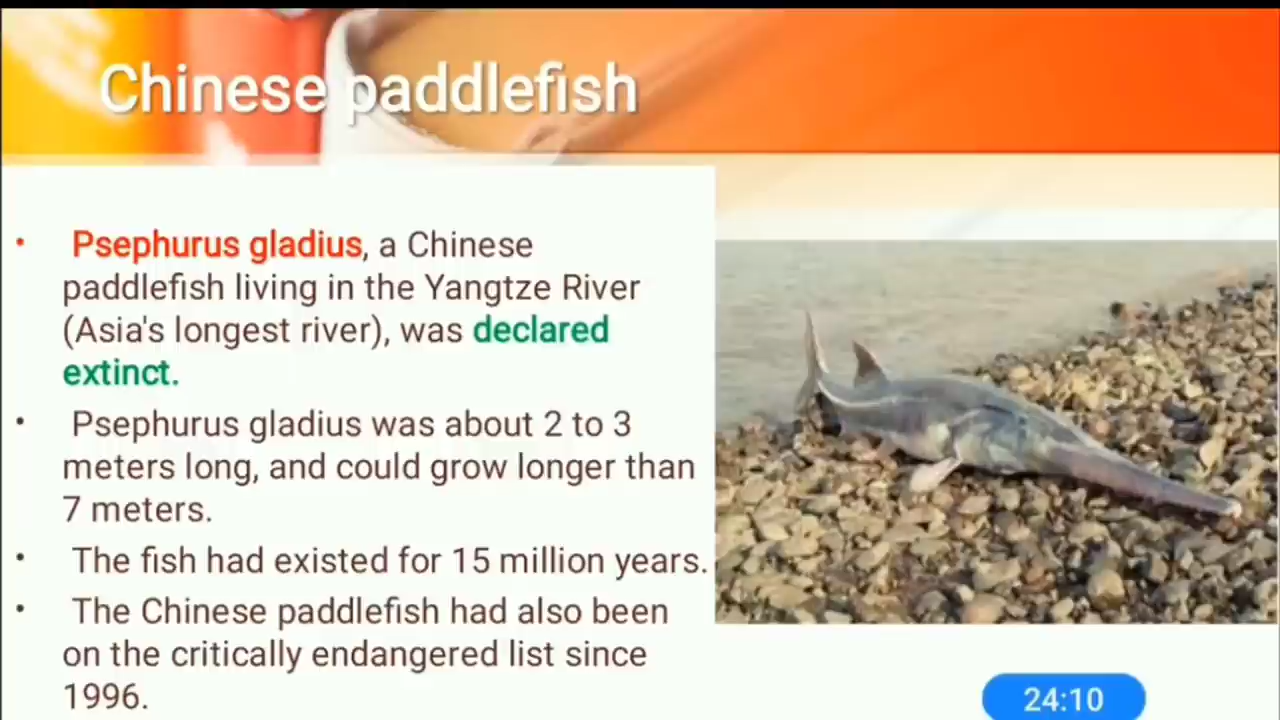 Chinese paddlefish
• Psephurus gladius, a Chinese
paddlefish living in the Yangtze River
(Asia's longest river), was declared
extinct.
• Psephurus gladius was about 2 to 3
meters long, and could grow longer than
7 meters.
• The fish had existed for 15 million years.
• The Chinese paddlefish had also been
on the critically endangered list since
1996.
24:10